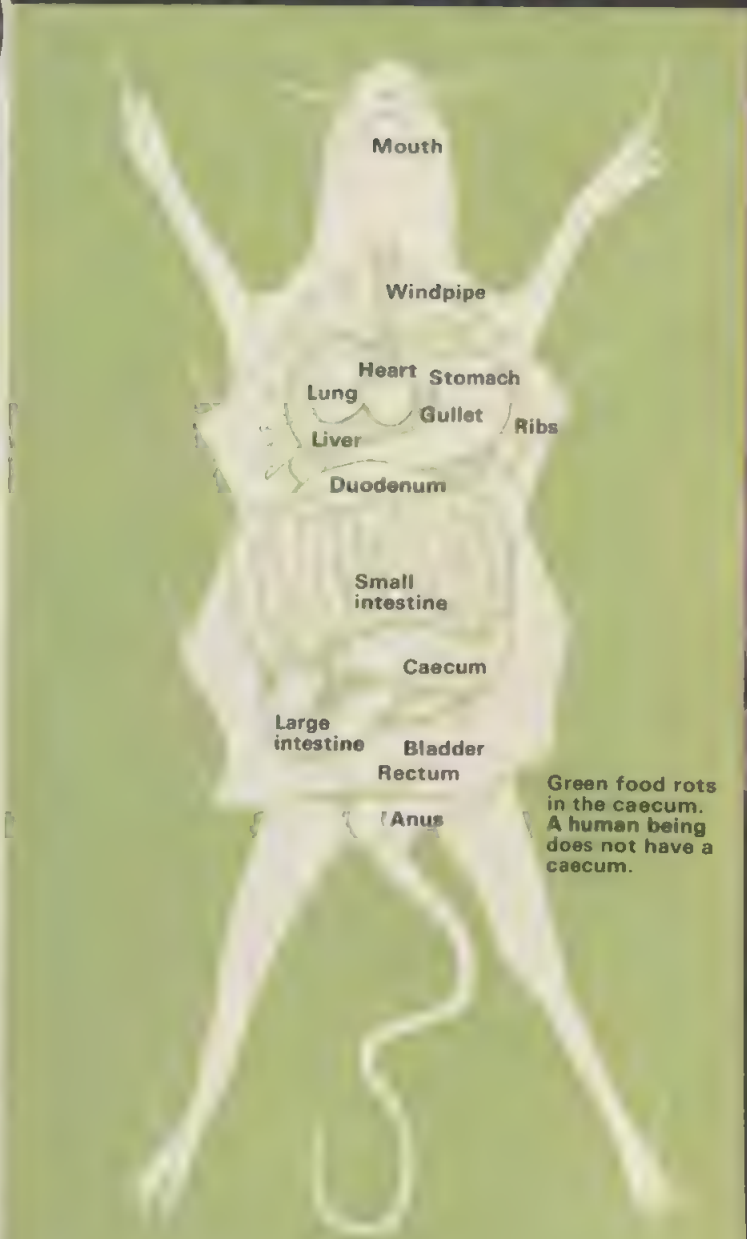 Mouth
Windpipe
Heart
Stomach
Lung
Gullet
Ribs
Liver
Duodenum
Small
intestine
Caecum
Large
intestine
Bladder
Rectum
Anus
Green food rots
in the caecum.
A human being
does not have a
caecum.